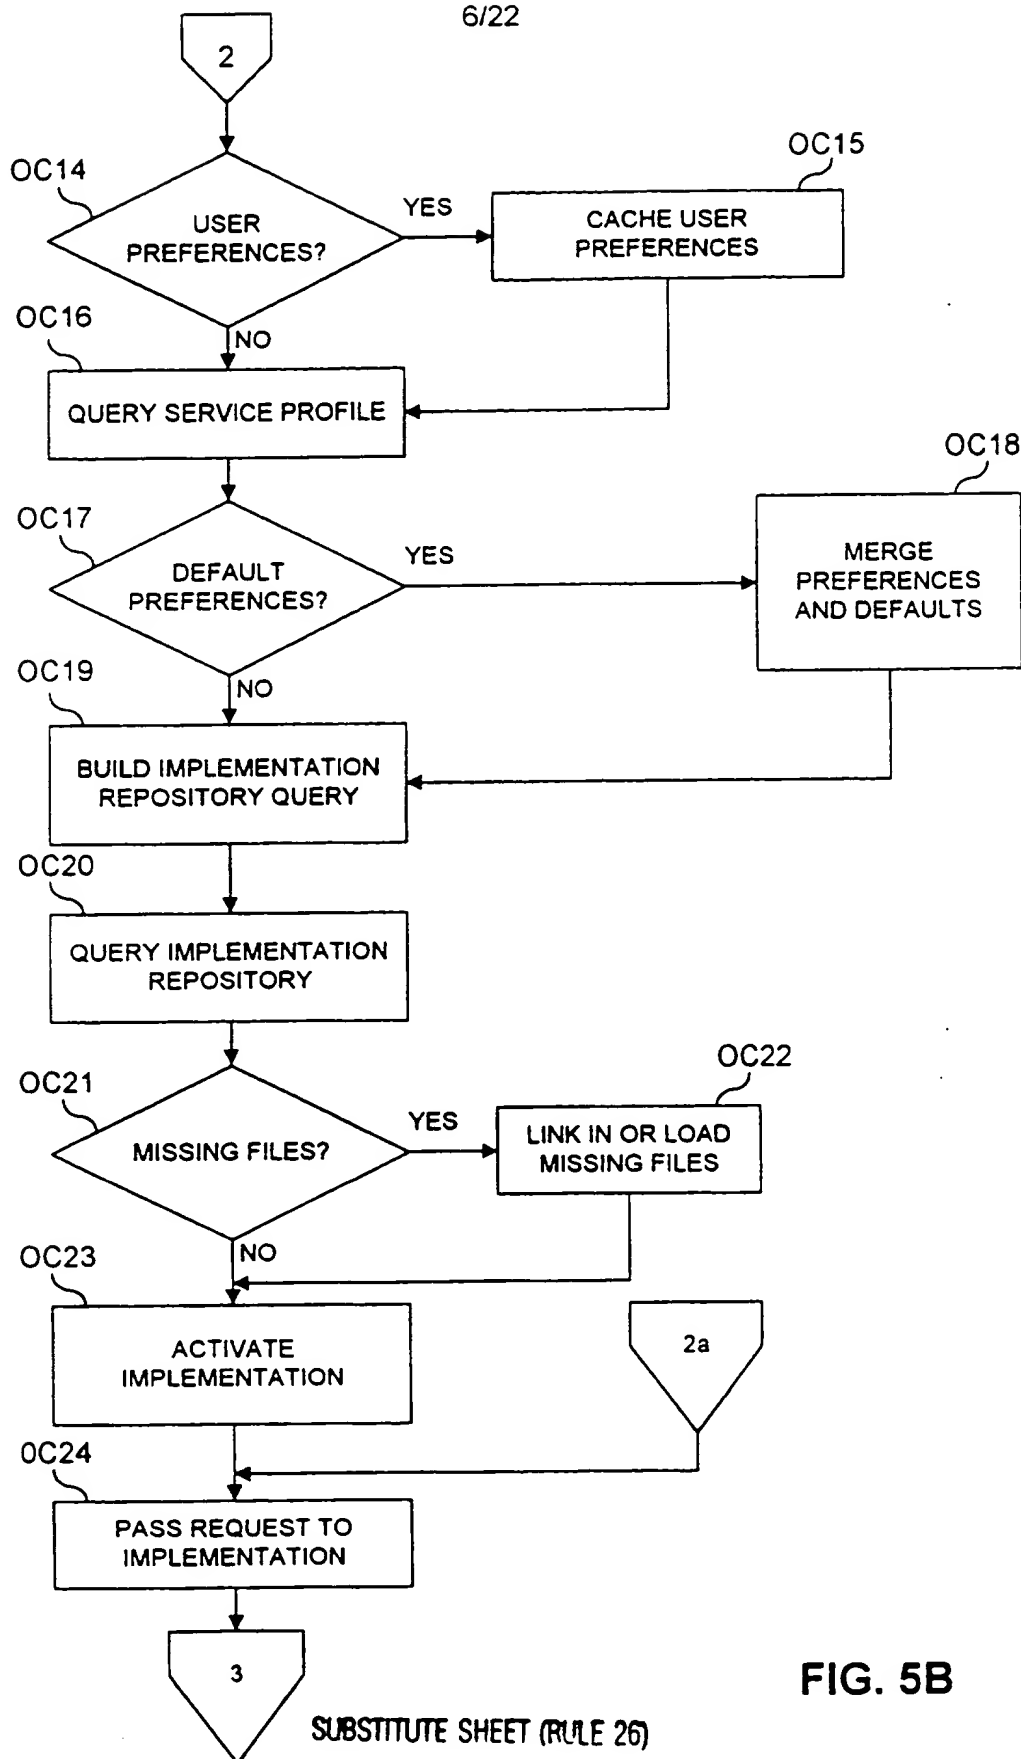 6/22
2
OC14
USER
PREFERENCES?
YES
OC15
CACHE USER
PREFERENCES
NO
OC16
QUERY SERVICE PROFILE
OC17
DEFAULT
PREFERENCES?
YES
OC18
MERGE
PREFERENCES
AND DEFAULTS
NO
OC19
BUILD IMPLEMENTATION
REPOSITORY QUERY
OC20
QUERY IMPLEMENTATION
REPOSITORY
OC21
MISSING FILES?
YES
OC22
LINK IN OR LOAD
MISSING FILES
NO
OC23
ACTIVATE
IMPLEMENTATION
2a
0C24
PASS REQUEST TO
IMPLEMENTATION
3
FIG. 5B
SUBSTITUTE SHEET (RULE 26)